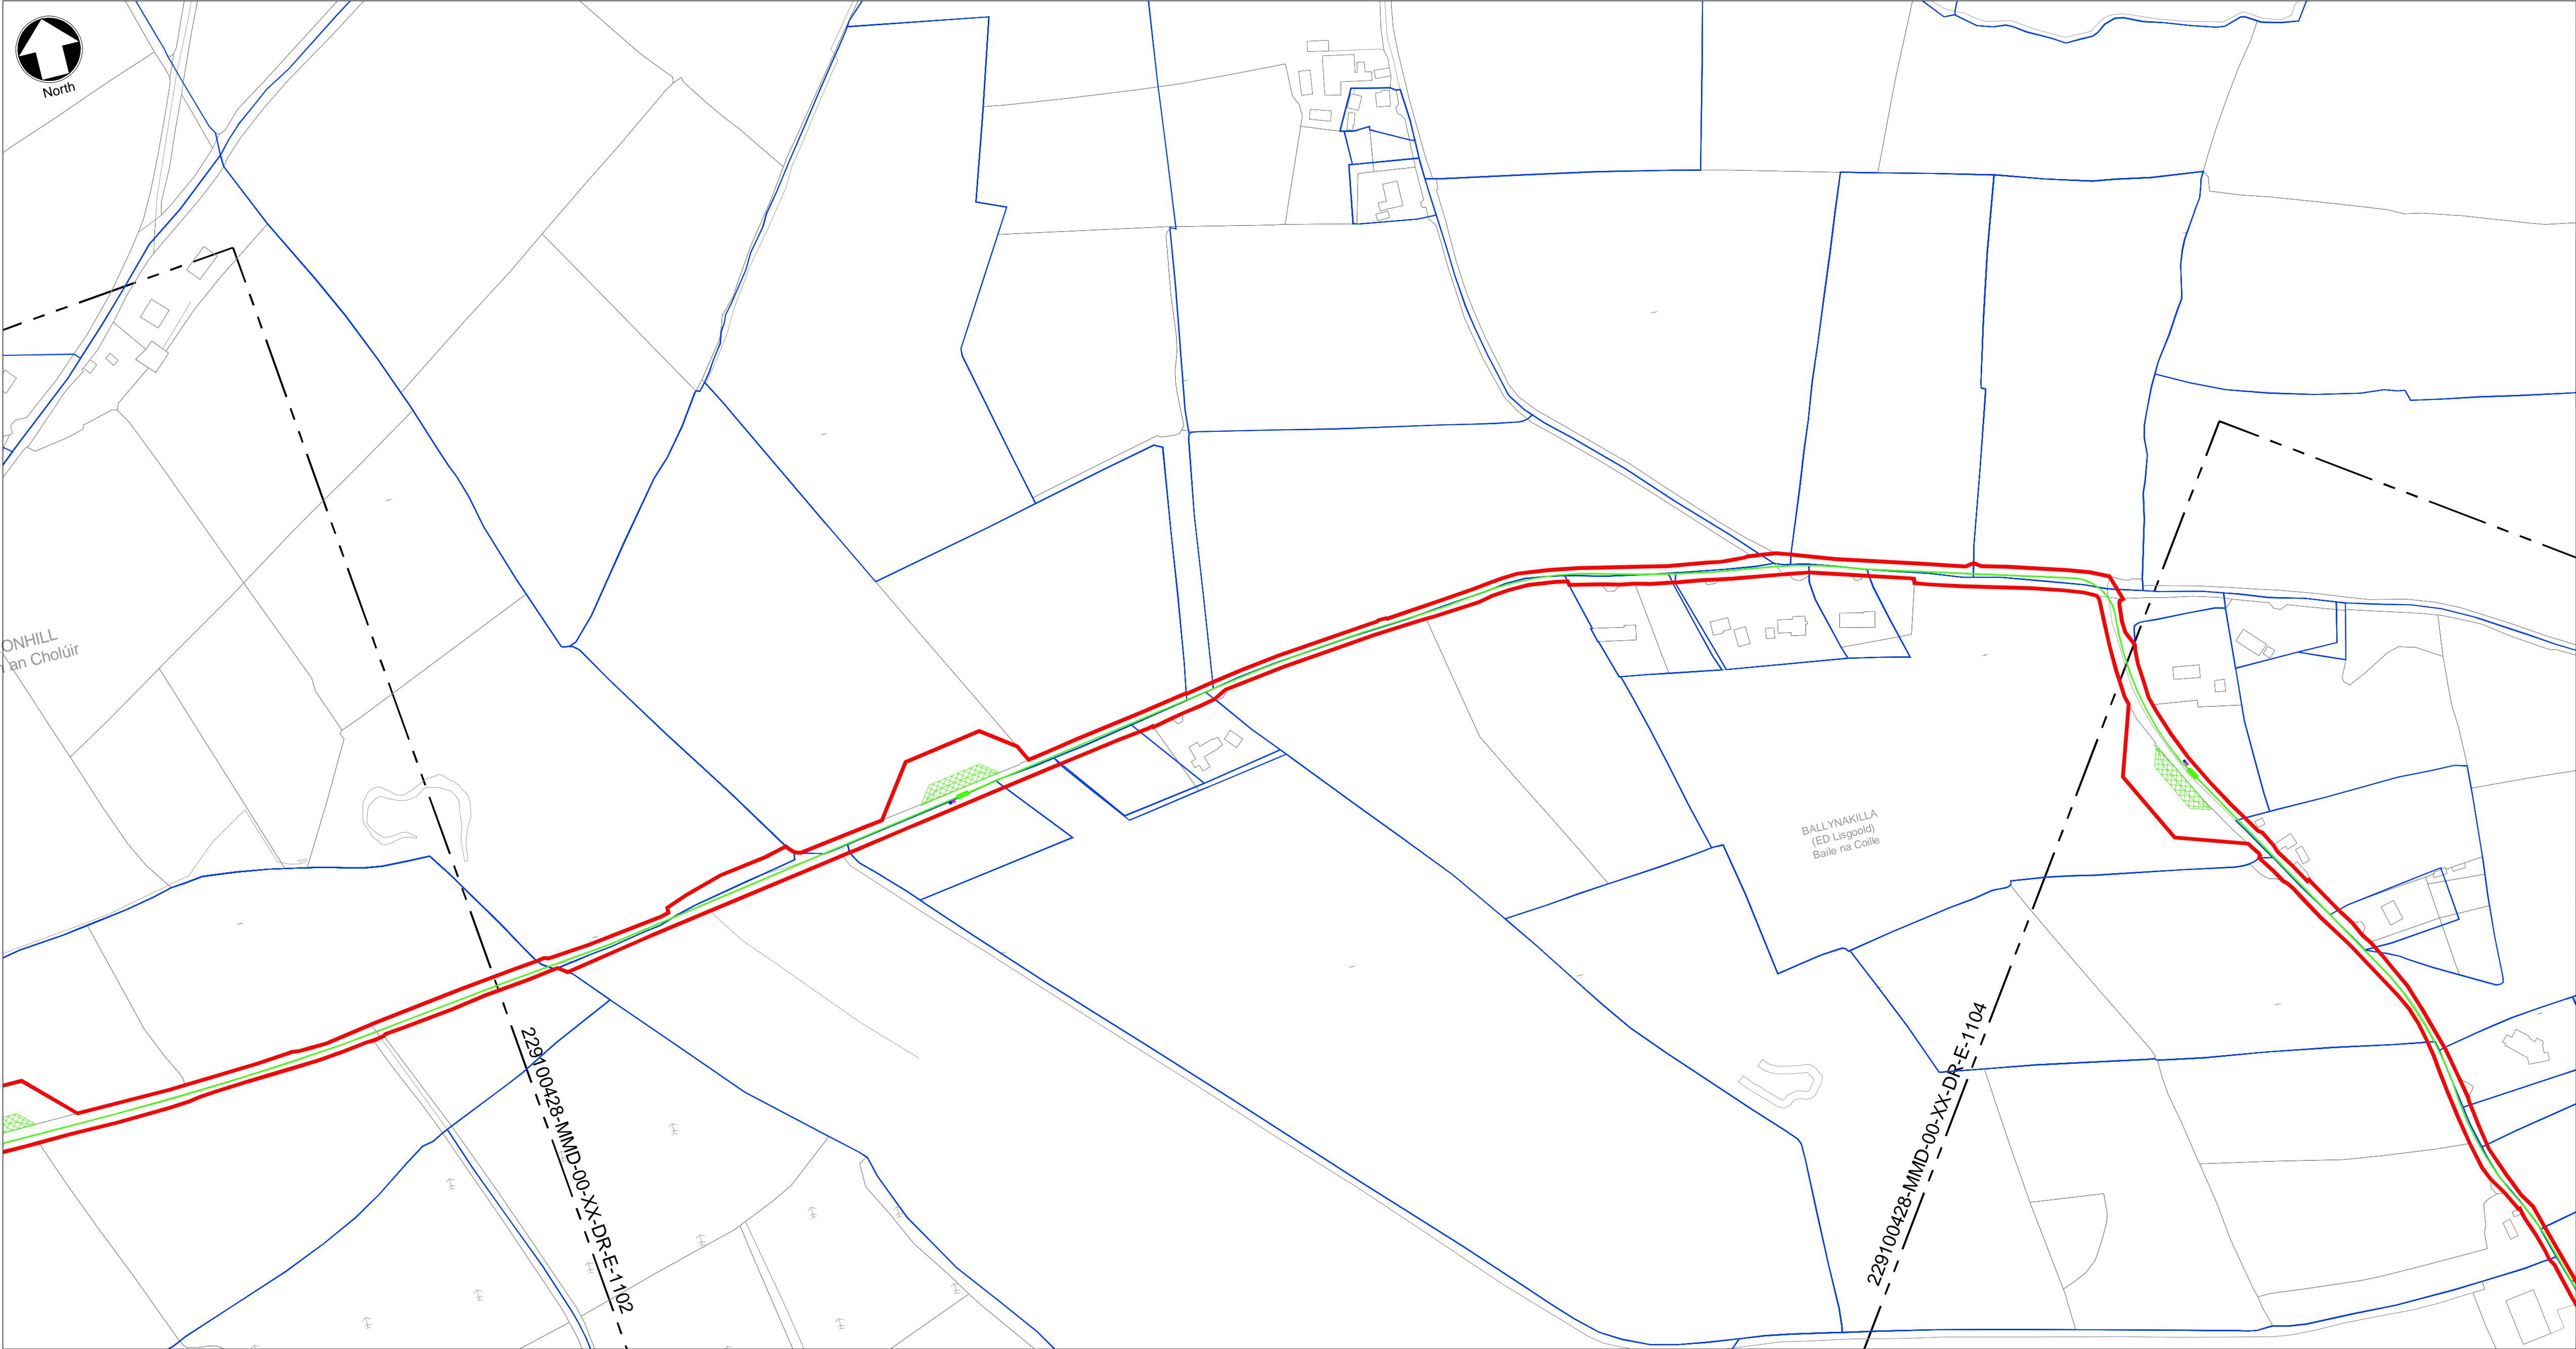 North
ONHILL
an Cholúir
BALLYNAKILLA
(ED Lisgoold)
Baile na Coille
229100428-MMD-00-XX-DR-E-1102
229100428-MMD-00-XX-DR-E-1104